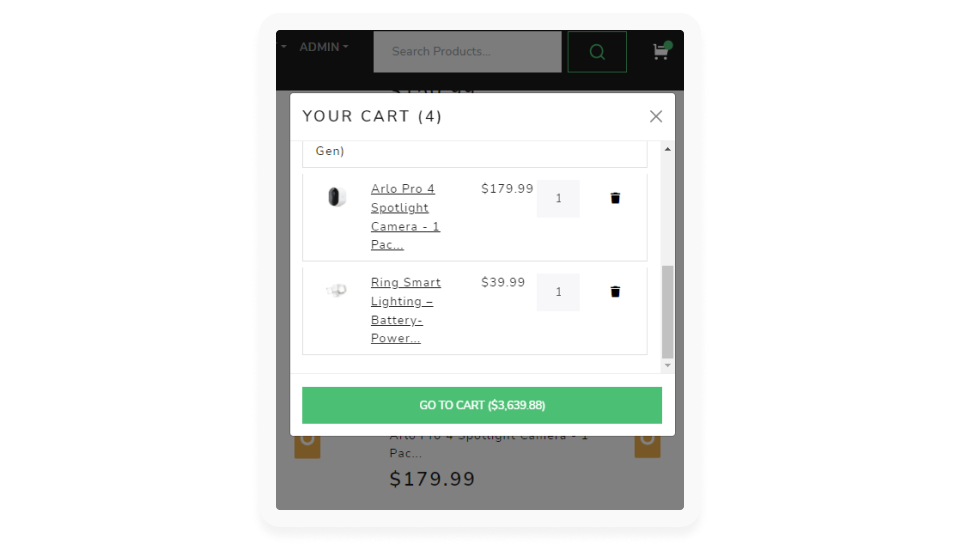 ADMIN
Search Products...
YOUR CART (4)
Gen)
Arlo Pro 4 $179.99 1
Spotlight
Camera - 1
Pac...
Ring Smart $39.99 1
Lighting –
Battery-
Power...
GO TO CART ($3,639.88)
Arlo Pro 4 Spotlight Camera - 1
Pac...
$179.99